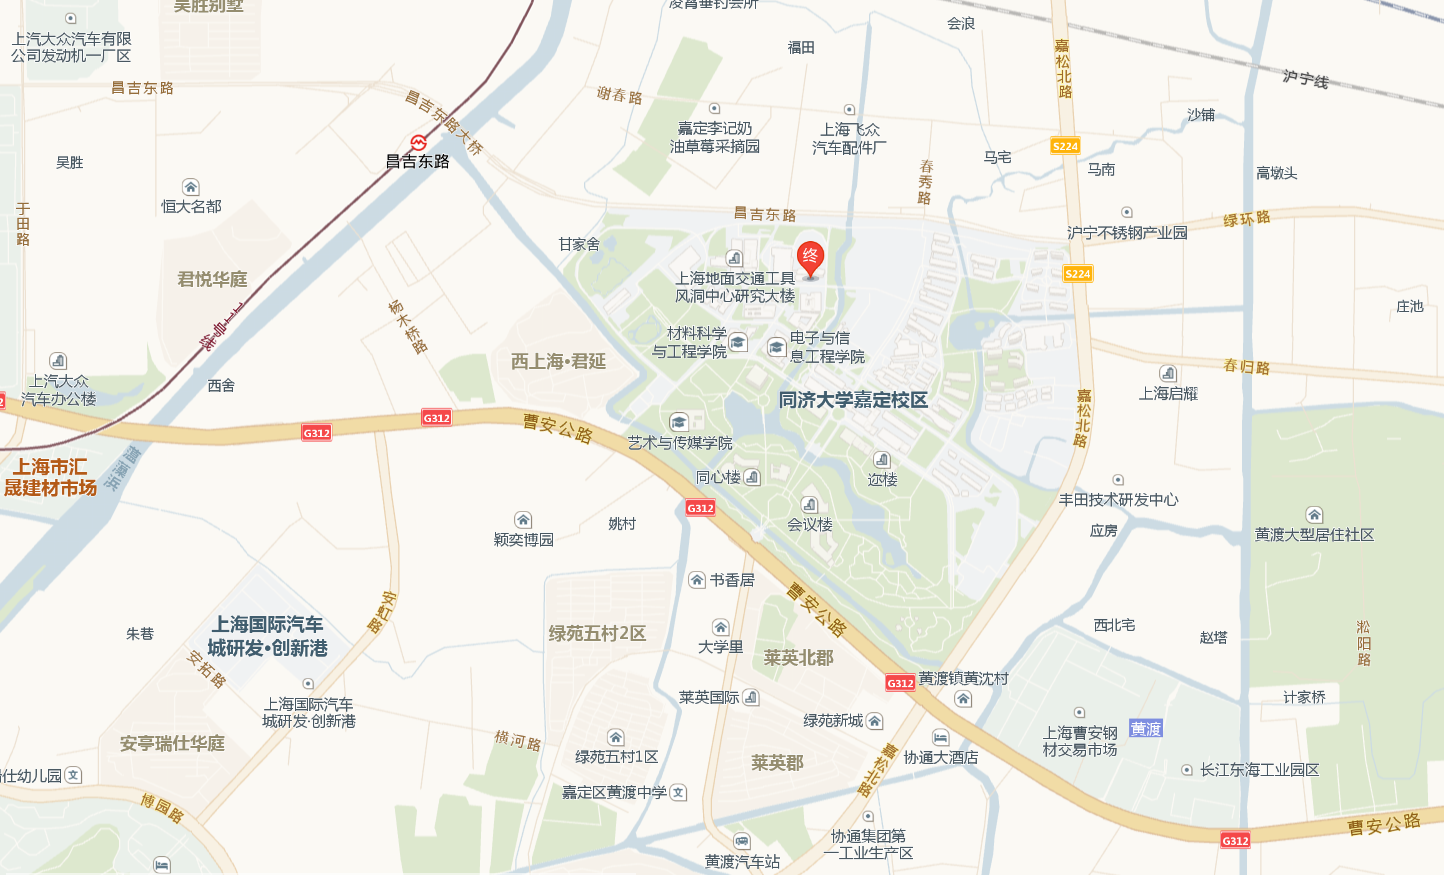 吴胜别墅
凌霄垂钓会所
会浪
上汽大众汽车有限
公司发动机一厂区
福田
嘉松北路
沪宁线
昌吉东路
昌吉东路大桥
谢春路
沙铺
嘉定李记奶
油草莓采摘园
上海飞众
汽车配件厂
S224
昌吉东路
吴胜
马宅
马南
高墩头
春秀路
恒大名都
于田路
昌吉东路
沪宁不锈钢产业园
绿环路
甘家舍
君悦华庭
终
上海地面交通工具
风洞中心研究大楼
S224
庄池
11号线
杨木桥路
材料科学
与工程学院
电子与信
息工程学院
西上海·君延
春归路
上汽大众
汽车办公楼
西舍
上海启耀
同济大学嘉定校区
嘉松北路
2
G312
G312
曹安公路
艺术与传媒学院
上海市汇
晟建材市场
同心楼
迩楼
丰田技术研发中心
G312
颖奕博园
姚村
会议楼
应房
黄渡大型居住社区
书香居
曹安公路
安虹路
上海国际汽车
城研发·创新港
朱巷
绿苑五村2区
大学里
莱英北郡
西北宅
赵塔
淞阳路
安拓路
G312
黄渡镇黄沈村
莱英国际
计家桥
上海国际汽车
城研发·创新港
绿苑新城
上海曹安钢
材交易市场
黄渡
安亭瑞仕华庭
横河路
绿苑五村1区
莱英郡
嘉松北路
协通大酒店
长江东海工业园区
瑞仕幼儿园
嘉定区黄渡中学
博园路
黄渡汽车站
协通集团第
一工业生产区
G312
曹安公路